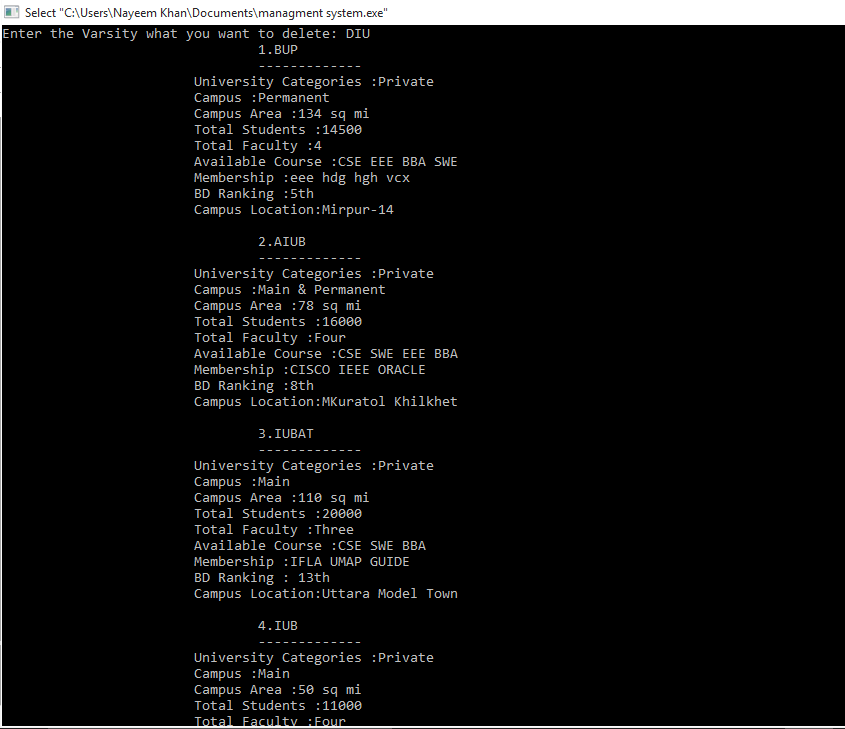 Select "C:\Users\Nayeem Khan\Documents\managment system.exe"
Enter the Varsity what you want to delete: DIU
1.BUP
-------------
University Categories :Private
Campus :Permanent
Campus Area :134 sq mi
Total Students :14500
Total Faculty :4
Available Course :CSE EEE BBA SWE
Membership :eee hdg hgh vcx
BD Ranking :5th
Campus Location:Mirpur-14
2.AIUB
-------------
University Categories :Private
Campus :Main & Permanent
Campus Area :78 sq mi
Total Students :16000
Total Faculty :Four
Available Course :CSE SWE EEE BBA
Membership :CISCO IEEE ORACLE
BD Ranking :8th
Campus Location:MKuratol Khilkhet
3.IUBAT
-------------
University Categories :Private
Campus :Main
Campus Area :110 sq mi
Total Students :20000
Total Faculty :Three
Available Course :CSE SWE BBA
Membership :IFLA UMAP GUIDE
BD Ranking : 13th
Campus Location:Uttara Model Town
4.IUB
-------------
University Categories :Private
Campus :Main
Campus Area :50 sq mi
Total Students :11000
Total Faculty :Four